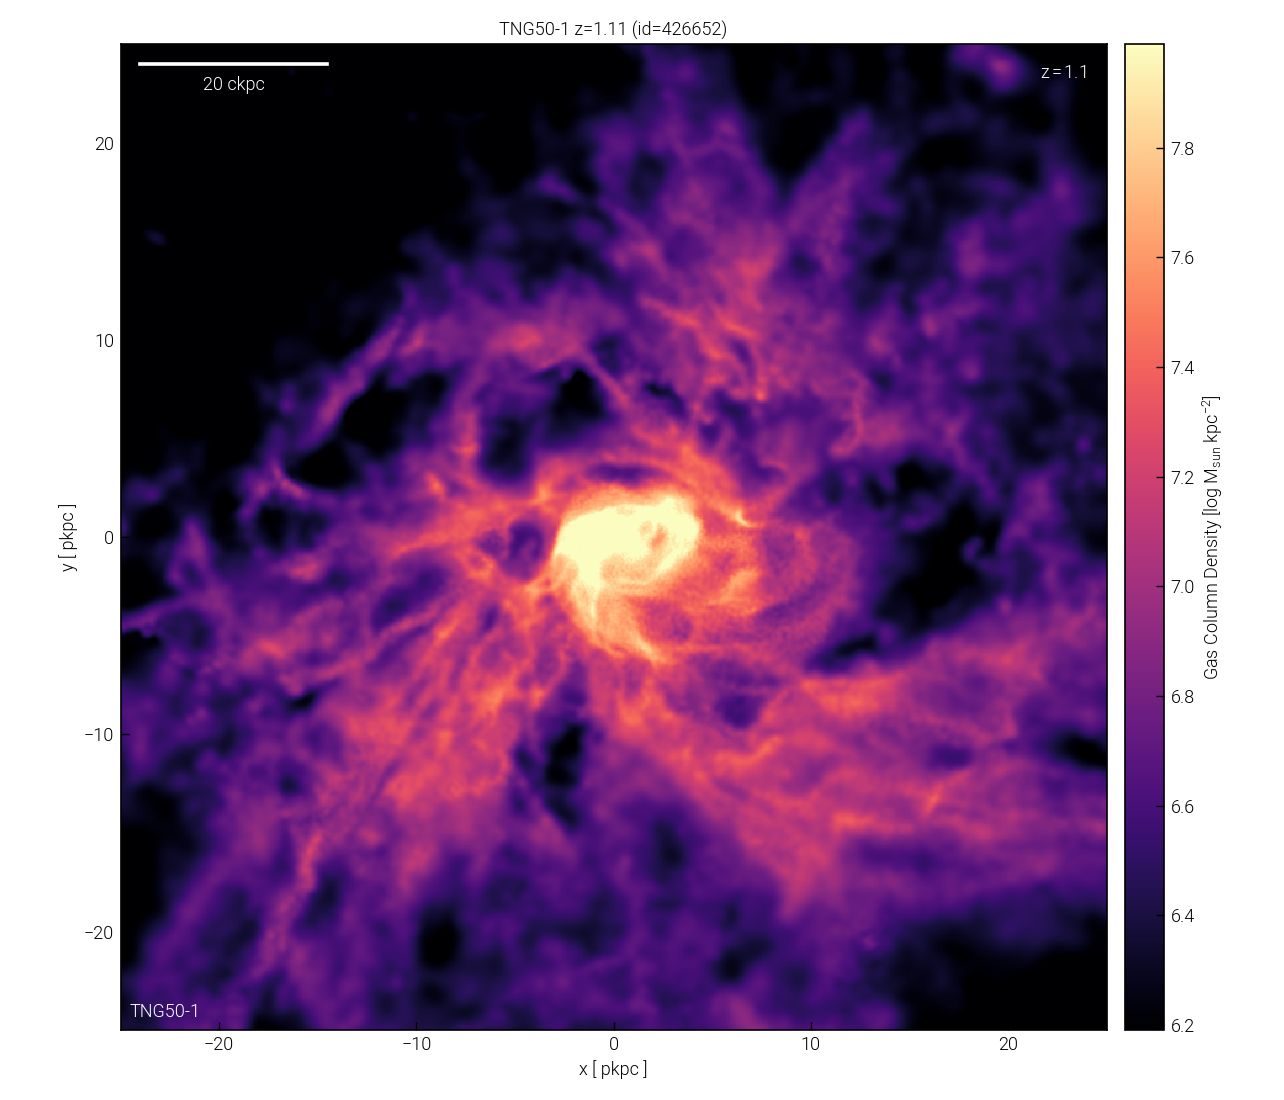 TNG50-1 z=1.11 (id=426652)
20 ckpc
z = 1.1
20
10
0
−10
−20
y [ pkpc ]
TNG50-1
−20
−10
0
10
20
x [ pkpc ]
7.8
7.6
7.4
7.2
7.0
6.8
6.6
6.4
6.2
Gas Column Density [log M_sun kpc^−2]